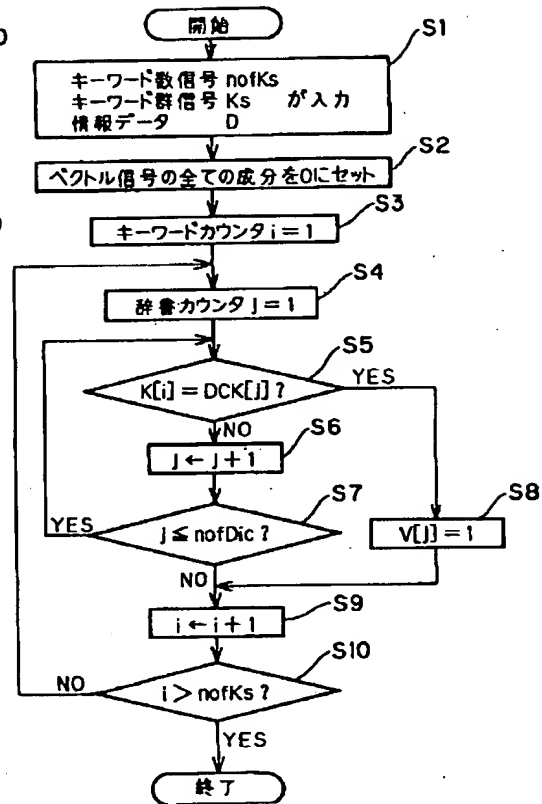 開始
S1
キーワード数信号 nofKs
キーワード群信号 Ks が入力
情報データ D
S2
ベクトル信号の全ての成分を0にセット
S3
キーワードカウンタ i=1
S4
辞書カウンタ J=1
S5
K[i]=DCK[J]?
YES
NO
S6
J←J+1
S7
J≦nofDic?
YES
S8
V[J]=1
NO
S9
i←i+1
S10
i>nofKs?
NO
YES
終了